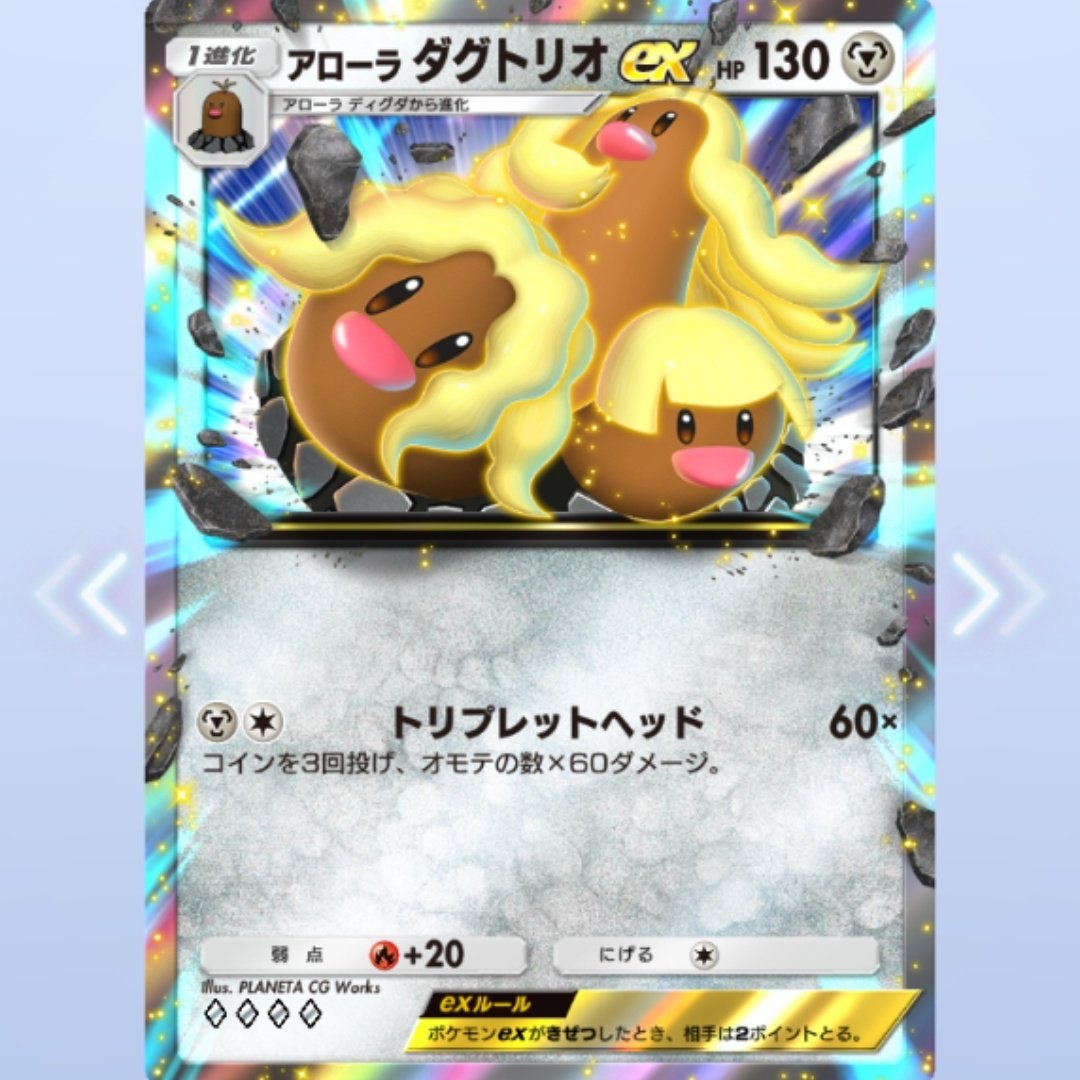 1進化 アローラ ダグトリオ ex HP 130
アローラ ディグダから進化
トリプレットヘッド 60×
コインを3回投げ、オモテの数×60ダメージ。
弱点 +20 にげる
Illus. PLANETA CG Works
exルール
ポケモンexがきぜつしたとき、相手は2ポイントとる。